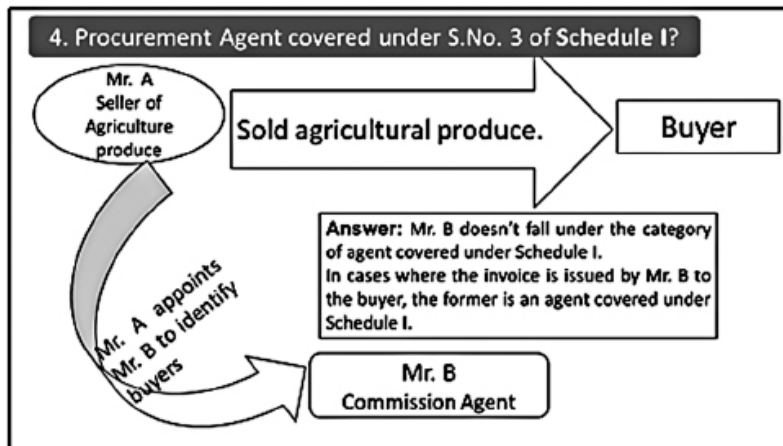 4. Procurement Agent covered under S.No. 3 of Schedule I?
Mr. A
Seller of
Agriculture
produce
Sold agricultural produce.
Buyer
Answer: Mr. B doesn't fall under the category
of agent covered under Schedule I.
In cases where the invoice is issued by Mr. B to
the buyer, the former is an agent covered under
Schedule I.
Mr. A appoints
Mr. B to identify
buyers
Mr. B
Commission Agent